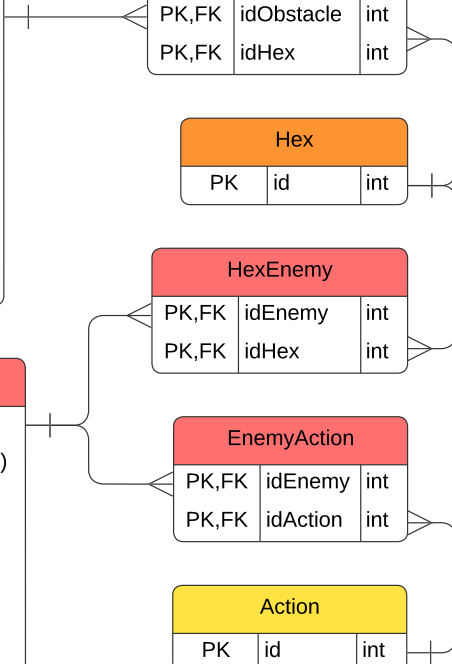 PK,FK idObstacle int
PK,FK idHex int
Hex
PK id int
HexEnemy
PK,FK idEnemy int
PK,FK idHex int
)
EnemyAction
PK,FK idEnemy int
PK,FK idAction int
Action
PK id int